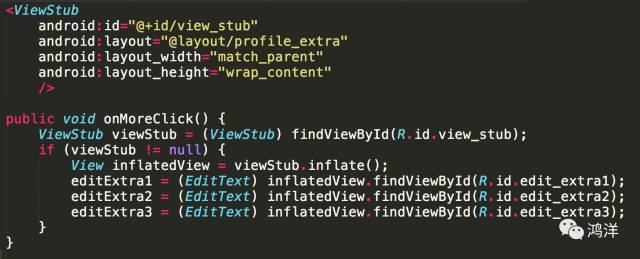 <ViewStub
    android:id="@+id/view_stub"
    android:layout="@layout/profile_extra"
    android:layout_width="match_parent"
    android:layout_height="wrap_content"
    />
public void onMoreClick() {
    ViewStub viewStub = (ViewStub) findViewById(R.id.view_stub);
    if (viewStub != null) {
        View inflatedView = viewStub.inflate();
        editExtra1 = (EditText) inflatedView.findViewById(R.id.edit_extra1);
        editExtra2 = (EditText) inflatedView.findViewById(R.id.edit_extra2);
        editExtra3 = (EditText) inflatedView.findViewById(R.id.edit_extra3);
    }
}
鸿洋